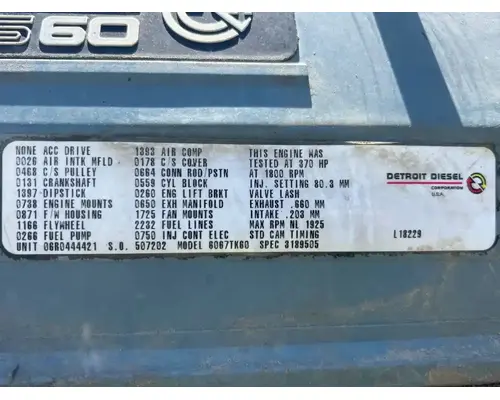 S60
NONE ACC DRIVE 1393 AIR COMP THIS ENGINE WAS
0026 AIR INTK MFLD 0178 C/S COVER TESTED AT 370 HP
0468 C/S PULLEY 0664 CONN ROD/PSTN AT 1800 RPM
0131 CRANKSHAFT 0559 CYL BLOCK INJ. SETTING 80.3 MM
1397 DIPSTICK 0260 ENG LIFT BRKT VALVE LASH
0738 ENGINE MOUNTS 0650 EXH MANIFOLD EXHAUST .660 MM
0871 F/W HOUSING 1725 FAN MOUNTS INTAKE .203 MM
1166 FLYWHEEL 2232 FUEL LINES MAX RPM NL 1925
0266 FUEL PUMP 0750 INJ CONT ELEC STD CAM TIMING
UNIT 06R0444421 S.O. 507202 MODEL 6067TK60 SPEC 3189505
DETROIT DIESEL
CORPORATION
U.S.A.
L18229